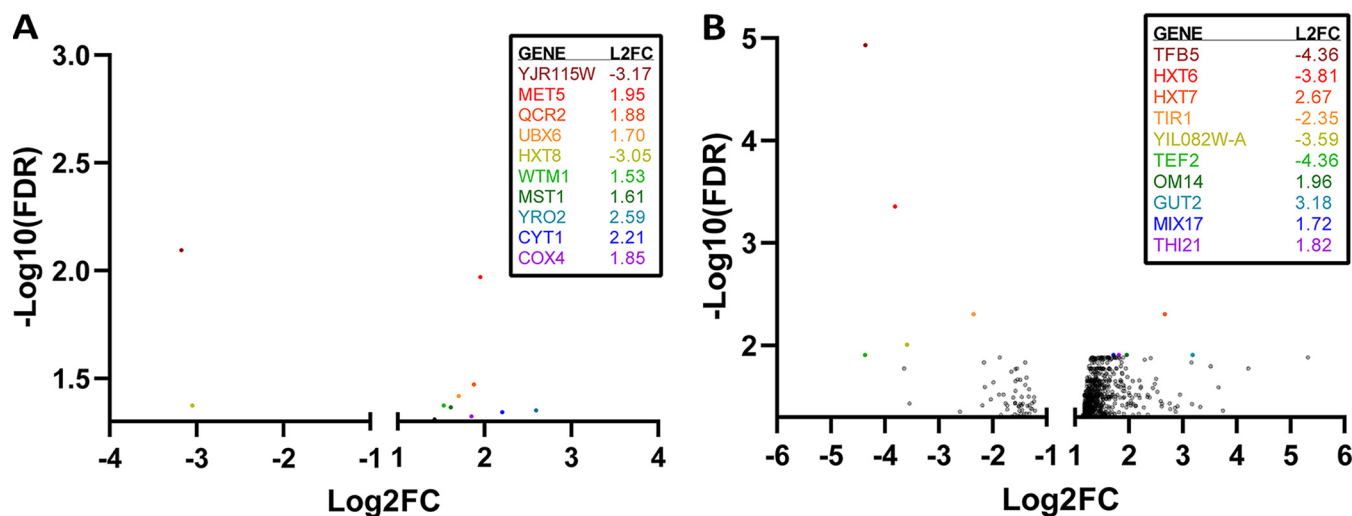 A
-Log10(FDR)
3.0
2.5
2.0
1.5
-4 -3 -2 -1 1 2 3 4
Log2FC
GENE L2FC
YJR115W -3.17
MET5 1.95
QCR2 1.88
UBX6 1.70
HXT8 -3.05
WTM1 1.53
MST1 1.61
YRO2 2.59
CYT1 2.21
COX4 1.85
B
-Log10(FDR)
5
4
3
2
-6 -5 -4 -3 -2 -1 1 2 3 4 5 6
Log2FC
GENE L2FC
TFB5 -4.36
HXT6 -3.81
HXT7 2.67
TIR1 -2.35
YIL082W-A -3.59
TEF2 -4.36
OM14 1.96
GUT2 3.18
MIX17 1.72
THI21 1.82